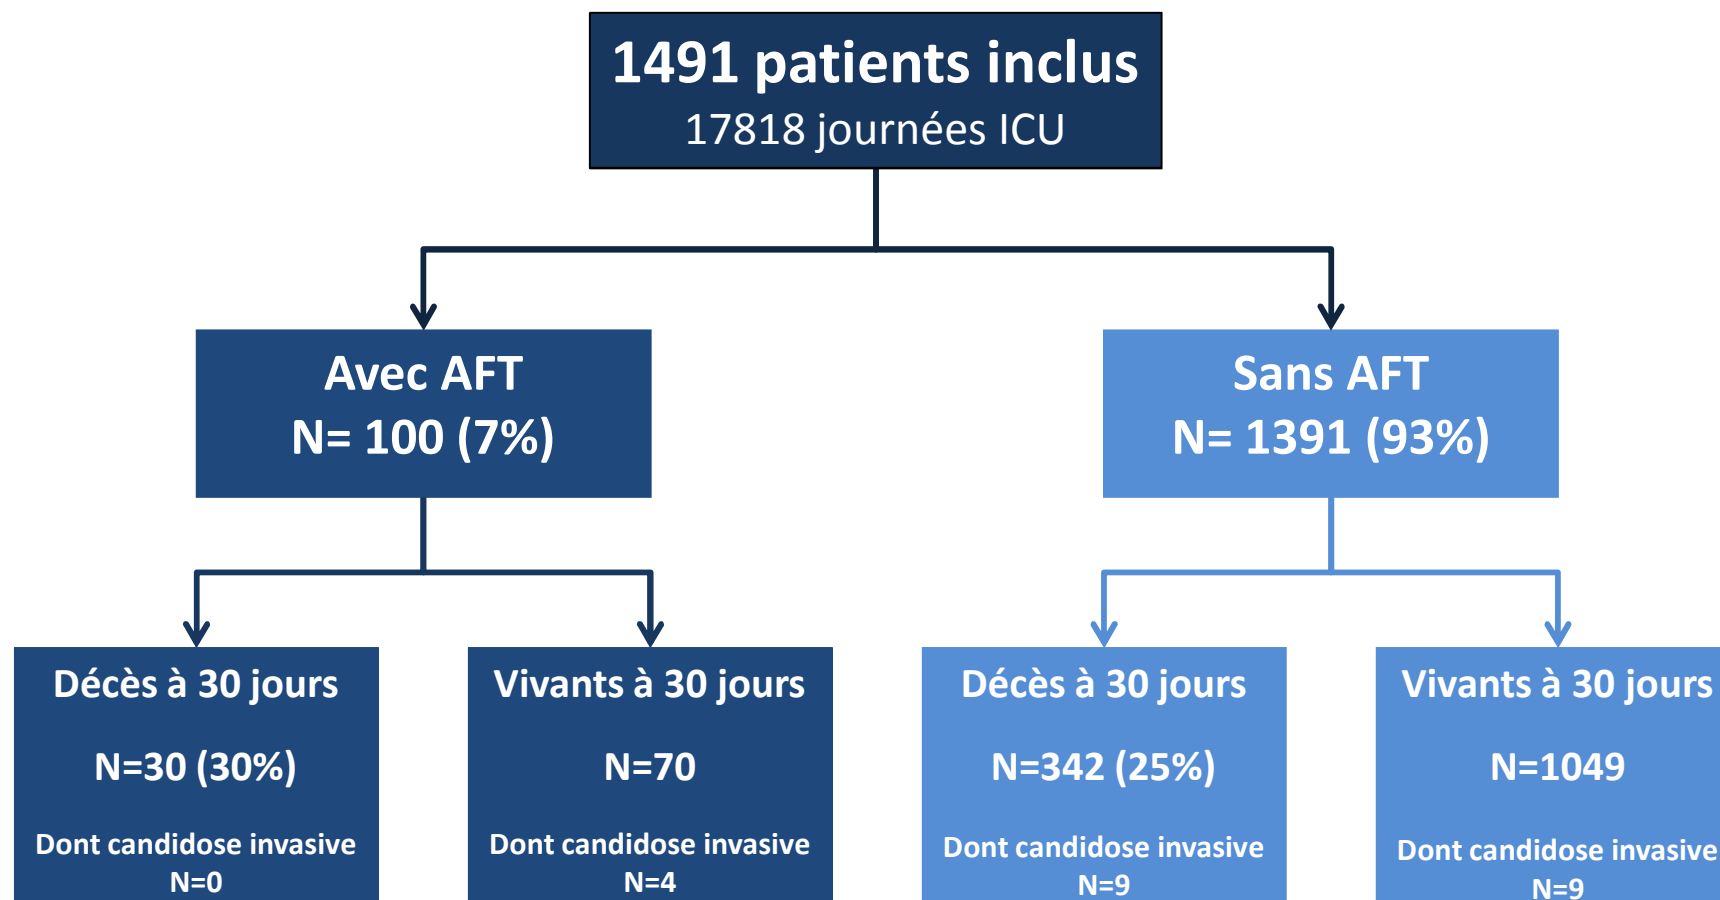 1491 patients inclus
17818 journées ICU
Avec AFT
N= 100 (7%)
Sans AFT
N= 1391 (93%)
Décès à 30 jours
N=30 (30%)
Dont candidose invasive
N=0
Vivants à 30 jours
N=70
Dont candidose invasive
N=4
Décès à 30 jours
N=342 (25%)
Dont candidose invasive
N=9
Vivants à 30 jours
N=1049
Dont candidose invasive
N=9